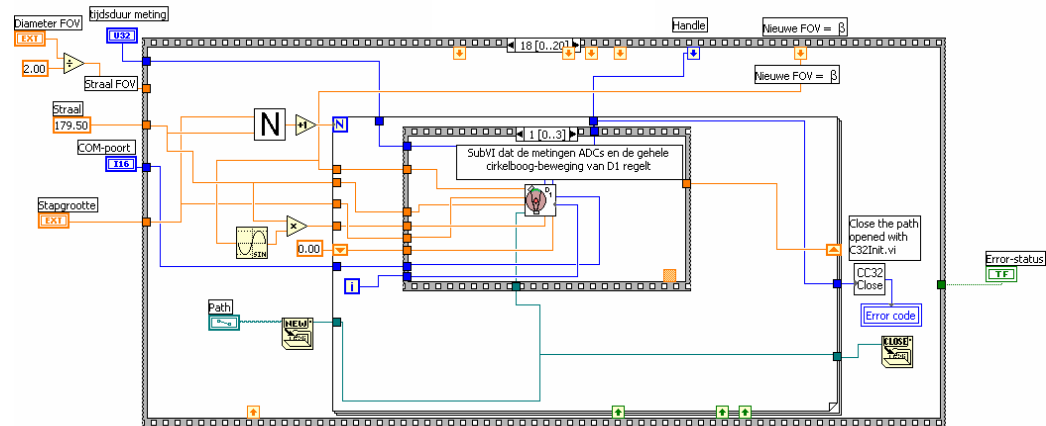 Diameter FOV
EXT
2.00
Straal FOV
tijdsduur meting
U32
Handle
Nieuwe FOV = β
18 [0..20]
Nieuwe FOV = β
Straal
179.50
COM-poort
I16
Stapgrootte
EXT
N
+1
N
1 [0..3]
SubVI dat de metingen ADCs en de gehele
cirkelboog-beweging van D1 regelt
D1
SIN
0.00
i
Path
NEW
Close the path
opened with
C32Init.vi
CC32
Close
Error code
CLOSE
Error-status
TF